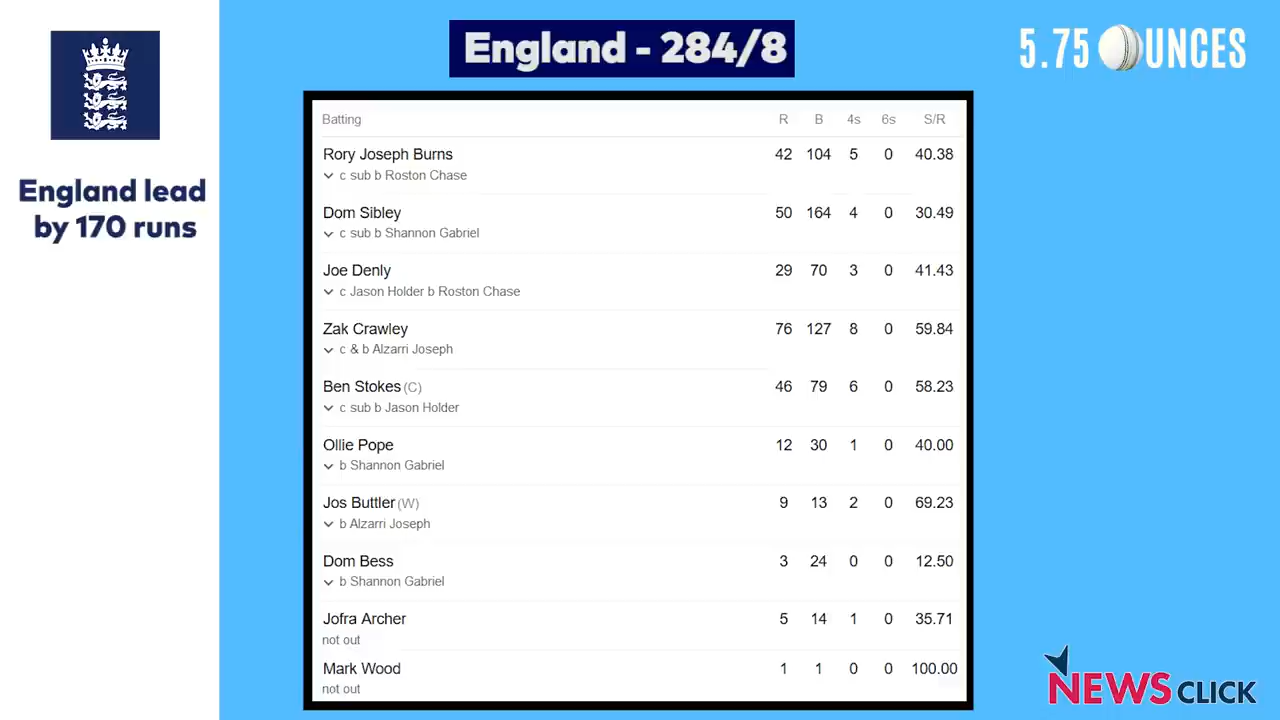 England - 284/8
5.75 OUNCES
England lead
by 170 runs
Batting R B 4s 6s S/R
Rory Joseph Burns 42 104 5 0 40.38
c sub b Roston Chase
Dom Sibley 50 164 4 0 30.49
c sub b Shannon Gabriel
Joe Denly 29 70 3 0 41.43
c Jason Holder b Roston Chase
Zak Crawley 76 127 8 0 59.84
c & b Alzarri Joseph
Ben Stokes (C) 46 79 6 0 58.23
c sub b Jason Holder
Ollie Pope 12 30 1 0 40.00
b Shannon Gabriel
Jos Buttler (W) 9 13 2 0 69.23
b Alzarri Joseph
Dom Bess 3 24 0 0 12.50
b Shannon Gabriel
Jofra Archer 5 14 1 0 35.71
not out
Mark Wood 1 1 0 0 100.00
not out
NEWS CLICK